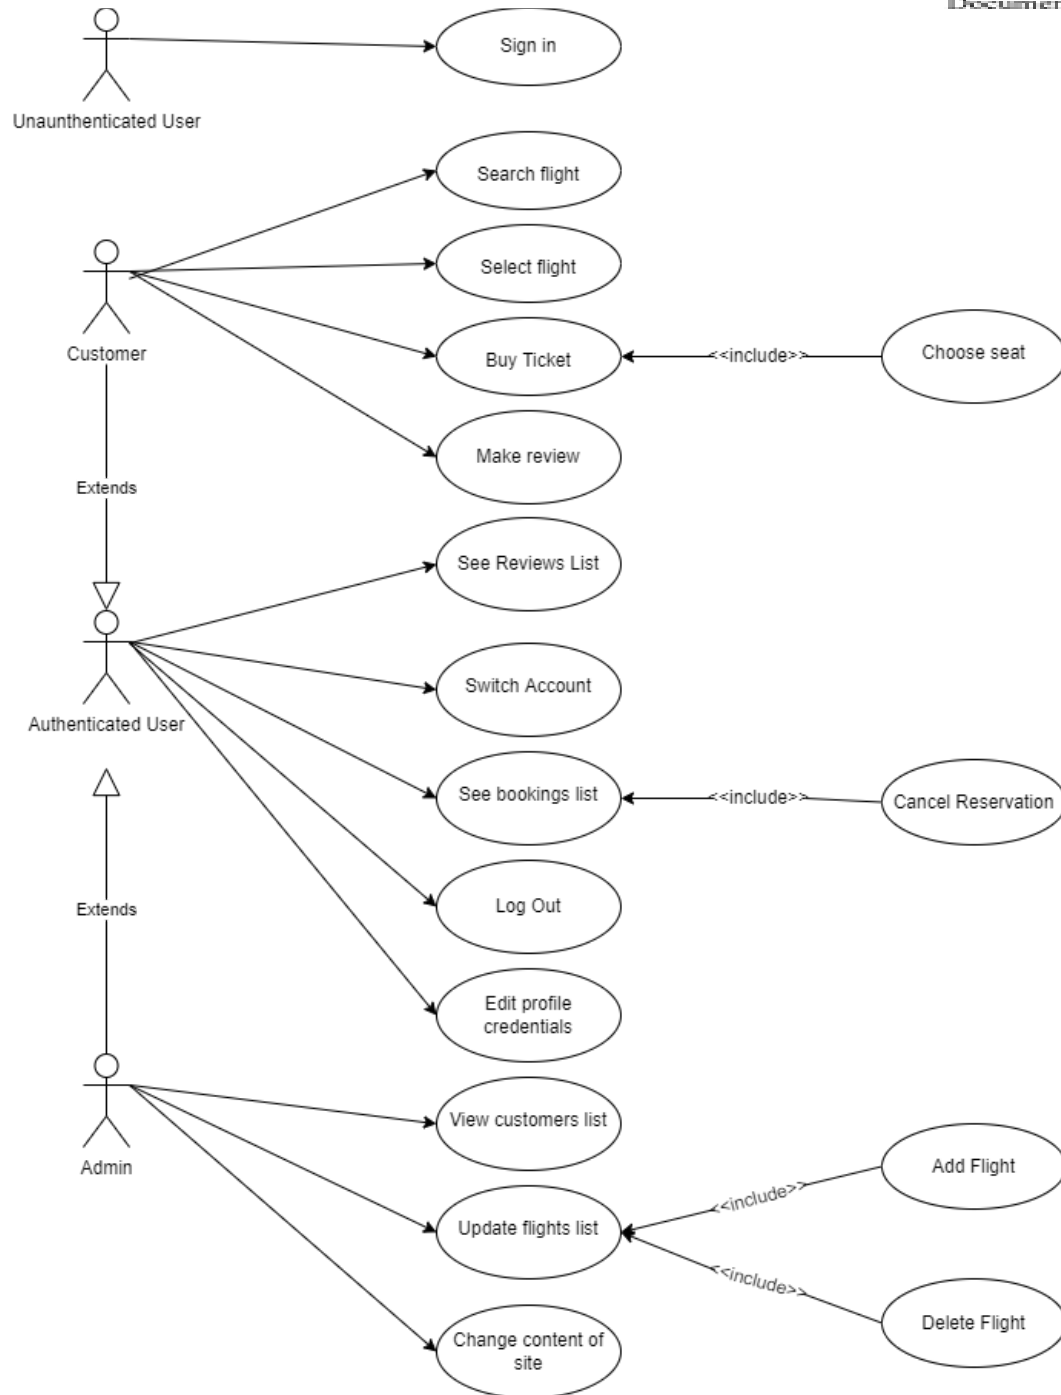 Sign in
Unaunthenticated User
Search flight
Select flight
Customer
Buy Ticket
<<include>>
Choose seat
Make review
Extends
See Reviews List
Switch Account
Authenticated User
See bookings list
<<include>>
Cancel Reservation
Log Out
Extends
Edit profile
credentials
View customers list
Admin
Update flights list
<<include>>
Add Flight
<<include>>
Delete Flight
Change content of
site